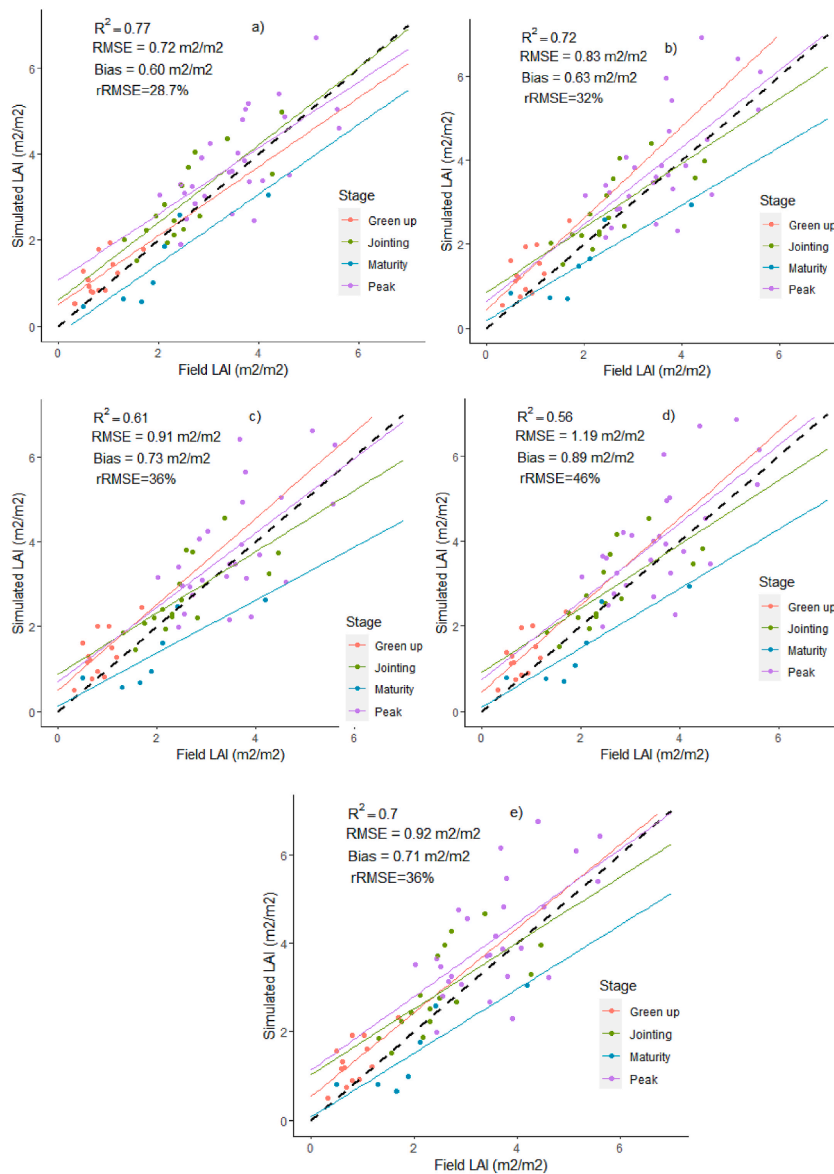 R² = 0.77
a)
RMSE = 0.72 m2/m2
Bias = 0.60 m2/m2
rRMSE=28.7%
Simulated LAI (m2/m2)
6
4
2
0
Stage
Green up
Jointing
Maturity
Peak
0 2 4 6
Field LAI (m2/m2)
R² = 0.72
b)
RMSE = 0.83 m2/m2
Bias = 0.63 m2/m2
rRMSE=32%
Simulated LAI (m2/m2)
6
4
2
0
Stage
Green up
Jointing
Maturity
Peak
0 2 4 6
Field LAI (m2/m2)
R² = 0.61
c)
RMSE = 0.91 m2/m2
Bias = 0.73 m2/m2
rRMSE=36%
Simulated LAI (m2/m2)
6
4
2
0
Stage
Green up
Jointing
Maturity
Peak
0 2 4 6
Field LAI (m2/m2)
R² = 0.56
d)
RMSE = 1.19 m2/m2
Bias = 0.89 m2/m2
rRMSE=46%
Simulated LAI (m2/m2)
6
4
2
0
Stage
Green up
Jointing
Maturity
Peak
0 2 4 6
Field LAI (m2/m2)
R² = 0.7
e)
RMSE = 0.92 m2/m2
Bias = 0.71 m2/m2
rRMSE=36%
Simulated LAI (m2/m2)
6
4
2
0
Stage
Green up
Jointing
Maturity
Peak
0 2 4 6
Field LAI (m2/m2)